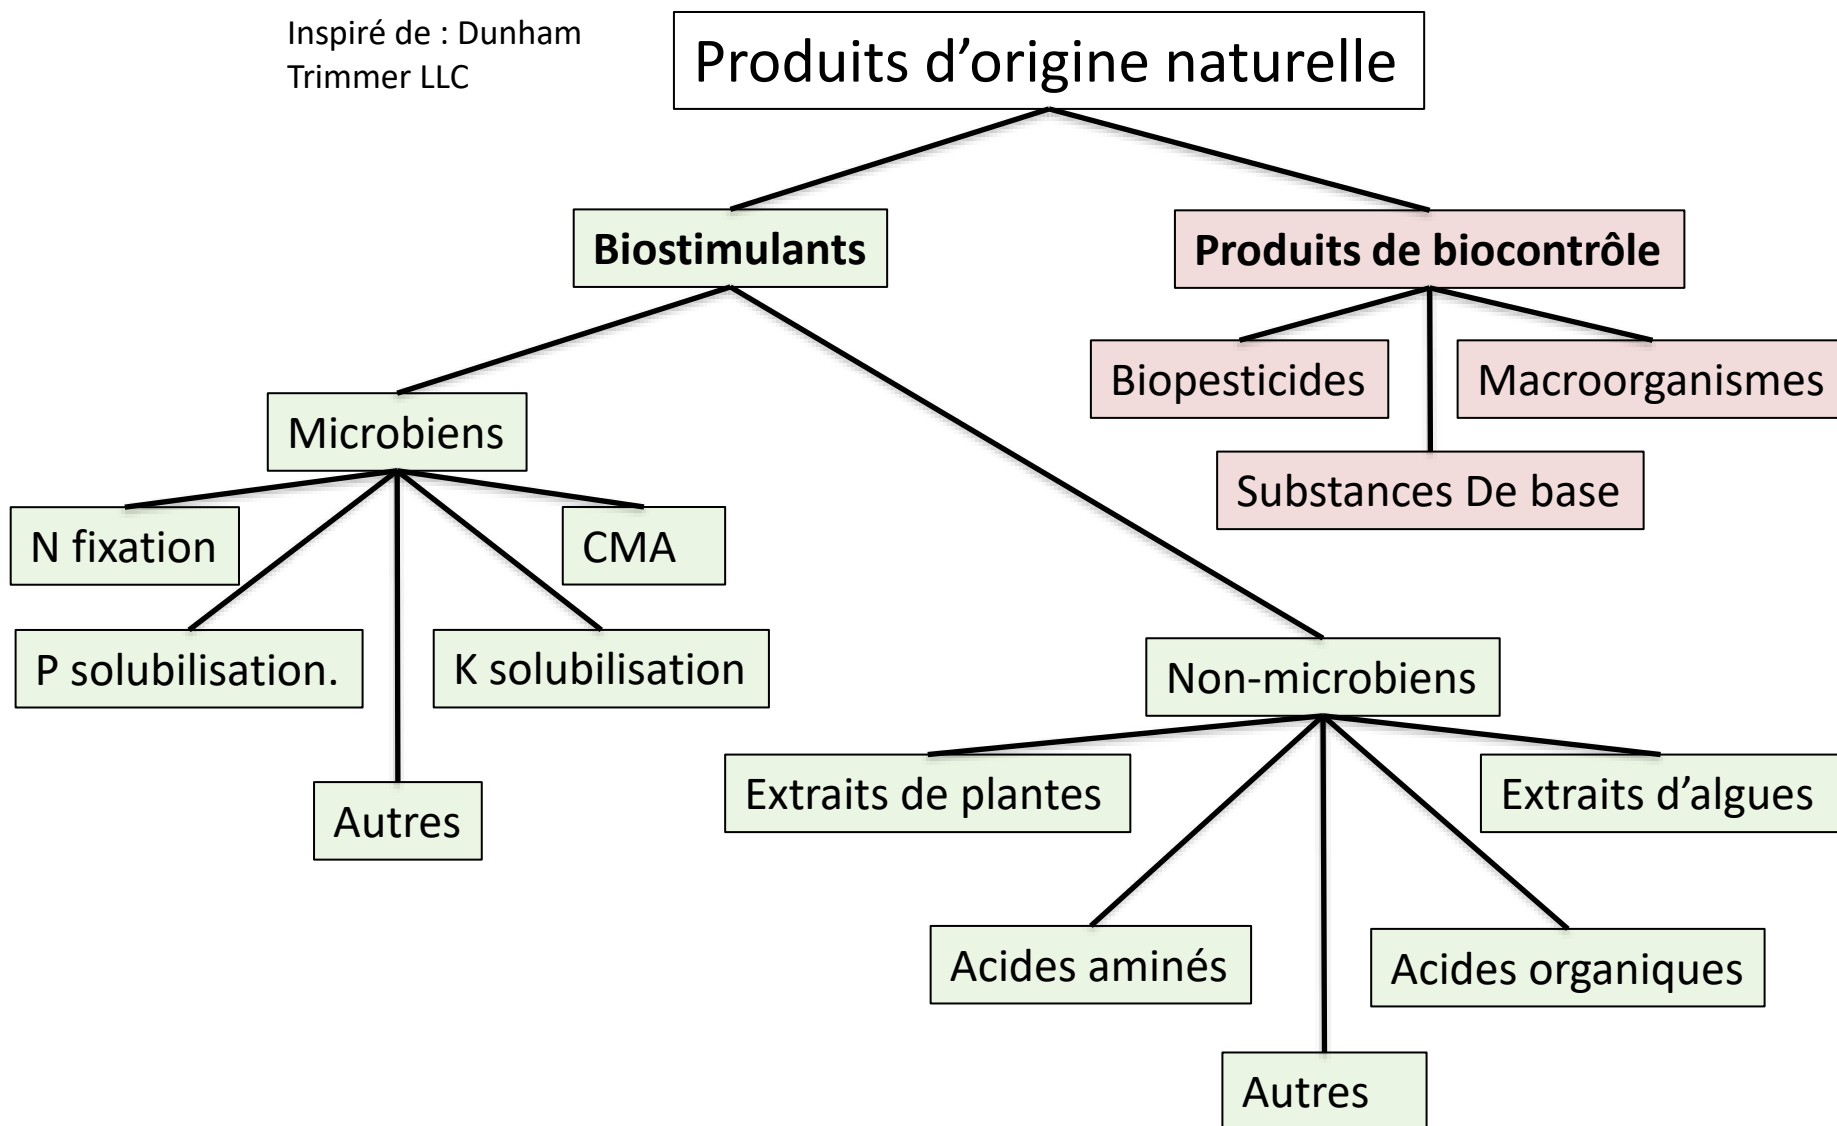 Inspiré de : Dunham
Trimmer LLC
Produits d’origine naturelle
Biostimulants
Produits de biocontrôle
Biopesticides
Macroorganismes
Substances De base
Microbiens
N fixation
CMA
P solubilisation.
K solubilisation
Autres
Non-microbiens
Extraits de plantes
Extraits d’algues
Acides aminés
Acides organiques
Autres